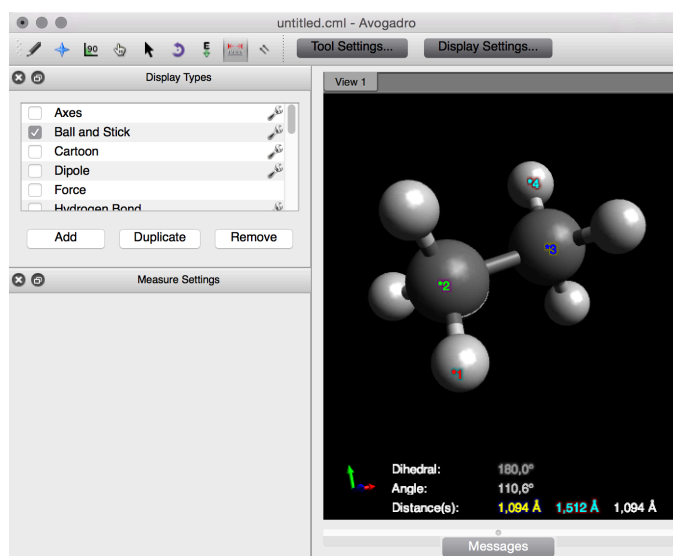 untitled.cml - Avogadro
90 E Tool Settings... Display Settings...
Display Types
View 1
Axes
Ball and Stick
Cartoon
Dipole
Force
Hydrogen Bond
Add Duplicate Remove
Measure Settings
*4
*3
*2
*1
Dihedral: 180,0°
Angle: 110,6°
Distance(s): 1,094 Å 1,512 Å 1,094 Å
Messages